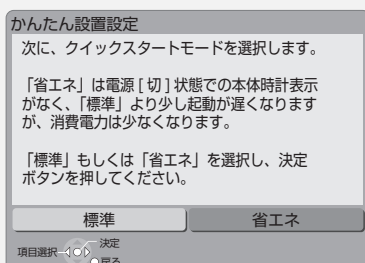 かんたん設置設定
次に、クイックスタートモードを選択します。
「省エネ」は電源 [ 切 ] 状態での本体時計表示
がなく、「標準」より少し起動が遅くなります
が、消費電力は少なくなります。
「標準」もしくは「省エネ」を選択し、決定
ボタンを押してください。
標準 省エネ
決定
項目選択
戻る